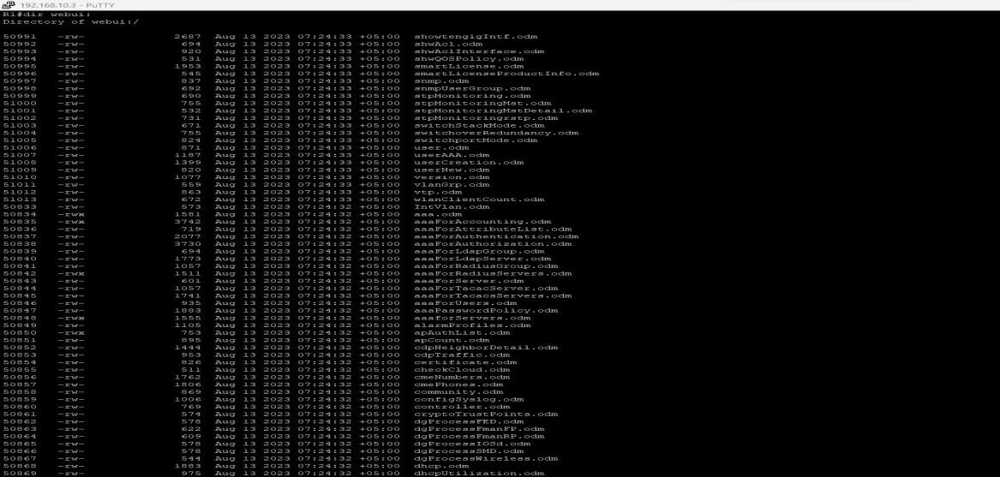 192.168.10.3 - PuTTY
R1#dir webui:
Directory of webui:/
50991 -rw- 2687 Aug 13 2023 07:24:33 +05:00 showtengigIntf.odm
50992 -rw- 694 Aug 13 2023 07:24:33 +05:00 shwAcl.odm
50993 -rw- 920 Aug 13 2023 07:24:33 +05:00 shwAclInterface.odm
50994 -rw- 531 Aug 13 2023 07:24:33 +05:00 shwQOSPolicy.odm
50995 -rw- 1953 Aug 13 2023 07:24:33 +05:00 smartLicense.odm
50996 -rw- 545 Aug 13 2023 07:24:33 +05:00 smartLicenseProductInfo.odm
50997 -rw- 837 Aug 13 2023 07:24:33 +05:00 snmp.odm
50998 -rw- 692 Aug 13 2023 07:24:33 +05:00 snmpUserGroup.odm
50999 -rw- 690 Aug 13 2023 07:24:33 +05:00 stpMonitoring.odm
51000 -rw- 755 Aug 13 2023 07:24:33 +05:00 stpMonitoringMst.odm
51001 -rw- 532 Aug 13 2023 07:24:33 +05:00 stpMonitoringMstDetail.odm
51002 -rw- 731 Aug 13 2023 07:24:33 +05:00 stpMonitoringrstp.odm
51003 -rw- 671 Aug 13 2023 07:24:33 +05:00 switchStackMode.odm
51004 -rw- 755 Aug 13 2023 07:24:33 +05:00 switchoverRedundancy.odm
51005 -rw- 824 Aug 13 2023 07:24:33 +05:00 switchportMode.odm
51006 -rw- 871 Aug 13 2023 07:24:33 +05:00 user.odm
51007 -rw- 1187 Aug 13 2023 07:24:33 +05:00 userAAA.odm
51008 -rw- 1399 Aug 13 2023 07:24:33 +05:00 userCreation.odm
51009 -rw- 820 Aug 13 2023 07:24:33 +05:00 userNew.odm
51010 -rw- 1077 Aug 13 2023 07:24:33 +05:00 version.odm
51011 -rw- 559 Aug 13 2023 07:24:33 +05:00 vlanGrp.odm
51012 -rw- 863 Aug 13 2023 07:24:33 +05:00 vtp.odm
51013 -rw- 672 Aug 13 2023 07:24:33 +05:00 wlanClientCount.odm
50833 -rw- 573 Aug 13 2023 07:24:32 +05:00 IntVlan.odm
50834 -rwx 1581 Aug 13 2023 07:24:32 +05:00 aaa.odm
50835 -rwx 3742 Aug 13 2023 07:24:32 +05:00 aaaForAccounting.odm
50836 -rw- 719 Aug 13 2023 07:24:32 +05:00 aaaForAttributeList.odm
50837 -rw- 2077 Aug 13 2023 07:24:32 +05:00 aaaForAuthentication.odm
50838 -rw- 3730 Aug 13 2023 07:24:32 +05:00 aaaForAuthorization.odm
50839 -rw- 694 Aug 13 2023 07:24:32 +05:00 aaaForLdapGroup.odm
50840 -rw- 1773 Aug 13 2023 07:24:32 +05:00 aaaForLdapServer.odm
50841 -rw- 1057 Aug 13 2023 07:24:32 +05:00 aaaForRadiusGroup.odm
50842 -rwx 1511 Aug 13 2023 07:24:32 +05:00 aaaForRadiusServers.odm
50843 -rw- 601 Aug 13 2023 07:24:32 +05:00 aaaForServer.odm
50844 -rw- 1057 Aug 13 2023 07:24:32 +05:00 aaaForTacacServer.odm
50845 -rw- 1741 Aug 13 2023 07:24:32 +05:00 aaaForTacacsServers.odm
50846 -rw- 935 Aug 13 2023 07:24:32 +05:00 aaaForUsers.odm
50847 -rw- 1883 Aug 13 2023 07:24:32 +05:00 aaaPasswordPolicy.odm
50848 -rwx 1555 Aug 13 2023 07:24:32 +05:00 aaaforServers.odm
50849 -rw- 1105 Aug 13 2023 07:24:32 +05:00 alarmProfiles.odm
50850 -rwx 753 Aug 13 2023 07:24:32 +05:00 apAuthList.odm
50851 -rw- 895 Aug 13 2023 07:24:32 +05:00 apCount.odm
50852 -rw- 1444 Aug 13 2023 07:24:32 +05:00 cdpNeighborDetail.odm
50853 -rw- 953 Aug 13 2023 07:24:32 +05:00 cdpTraffic.odm
50854 -rw- 826 Aug 13 2023 07:24:32 +05:00 certificate.odm
50855 -rw- 511 Aug 13 2023 07:24:32 +05:00 checkCloud.odm
50856 -rw- 1762 Aug 13 2023 07:24:32 +05:00 cmeNumbers.odm
50857 -rw- 1806 Aug 13 2023 07:24:32 +05:00 cmePhones.odm
50858 -rw- 869 Aug 13 2023 07:24:32 +05:00 community.odm
50859 -rw- 1006 Aug 13 2023 07:24:32 +05:00 configSyslog.odm
50860 -rw- 769 Aug 13 2023 07:24:32 +05:00 controller.odm
50861 -rw- 574 Aug 13 2023 07:24:32 +05:00 cryptoTrustPoints.odm
50862 -rw- 578 Aug 13 2023 07:24:32 +05:00 dgProcessFED.odm
50863 -rw- 622 Aug 13 2023 07:24:32 +05:00 dgProcessFmanFP.odm
50864 -rw- 609 Aug 13 2023 07:24:32 +05:00 dgProcessFmanRP.odm
50865 -rw- 578 Aug 13 2023 07:24:32 +05:00 dgProcessIOSd.odm
50866 -rw- 578 Aug 13 2023 07:24:32 +05:00 dgProcessSMD.odm
50867 -rw- 544 Aug 13 2023 07:24:32 +05:00 dgProcessWireless.odm
50868 -rw- 1883 Aug 13 2023 07:24:32 +05:00 dhcp.odm
50869 -rw- 975 Aug 13 2023 07:24:32 +05:00 dhcpUtilization.odm